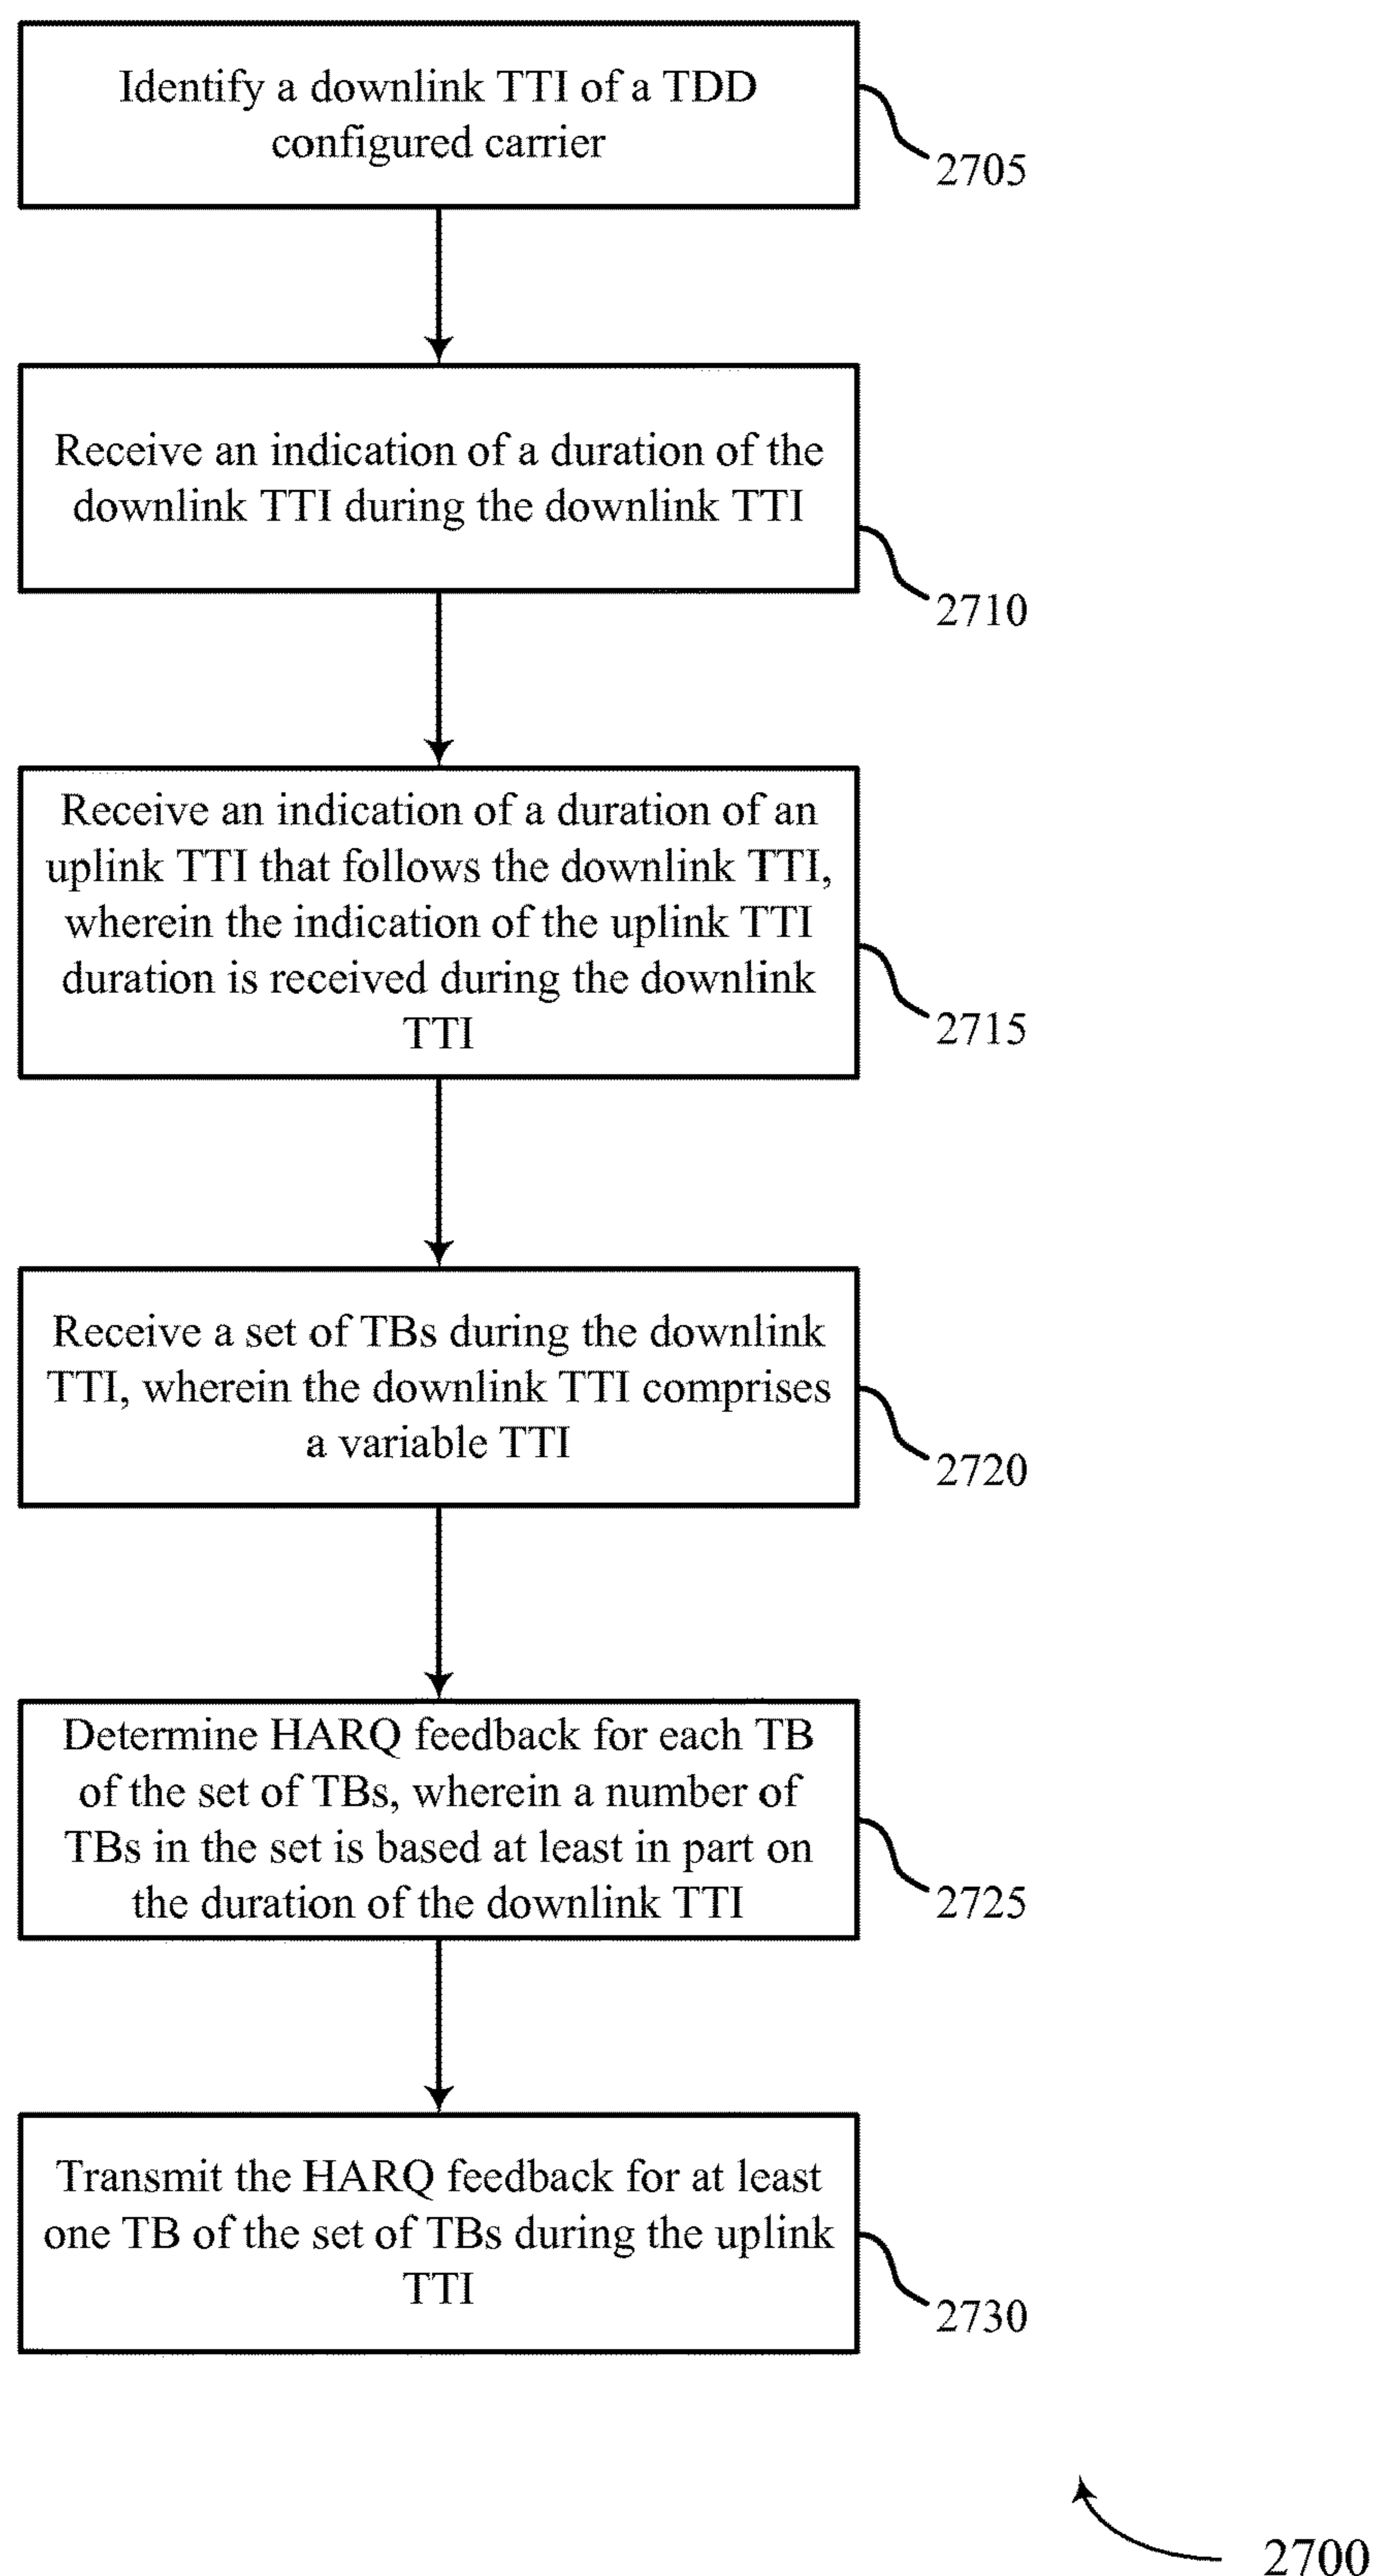 Identify a downlink TTI of a TDD
configured carrier
2705
Receive an indication of a duration of the
downlink TTI during the downlink TTI
2710
Receive an indication of a duration of an
uplink TTI that follows the downlink TTI,
wherein the indication of the uplink TTI
duration is received during the downlink
TTI
2715
Receive a set of TBs during the downlink
TTI, wherein the downlink TTI comprises
a variable TTI
2720
Determine HARQ feedback for each TB
of the set of TBs, wherein a number of
TBs in the set is based at least in part on
the duration of the downlink TTI
2725
Transmit the HARQ feedback for at least
one TB of the set of TBs during the uplink
TTI
2730
2700